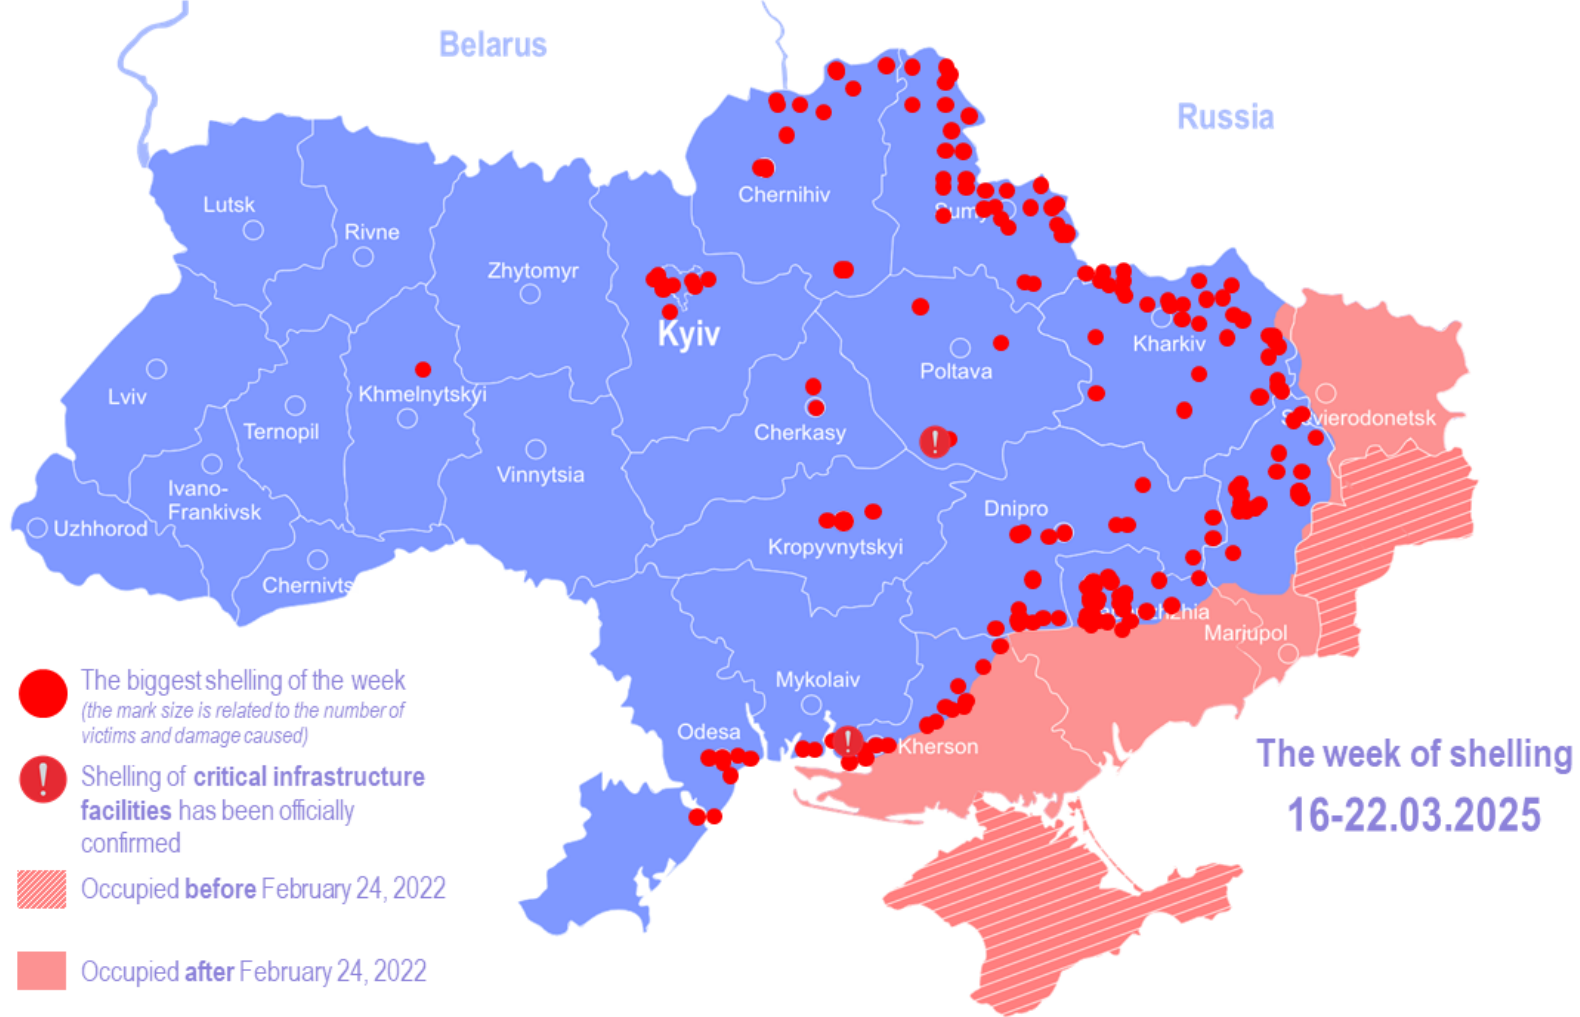 Belarus
Russia
Chernihiv
Lutsk
Sumy
Rivne
Zhytomyr
Kyiv
Kharkiv
Poltava
Lviv
Khmelnytskyi
Ternopil
Cherkasy
Sievierodonetsk
Vinnytsia
Ivano-
Frankivsk
Uzhhorod
Dnipro
Kropyvnytskyi
Chernivts
Mariupol
Mykolaiv
Odesa
Kherson
The biggest shelling of the week
(the mark size is related to the number of
victims and damage caused)
Shelling of critical infrastructure
facilities has been officially
confirmed
Occupied before February 24, 2022
Occupied after February 24, 2022
The week of shelling
16-22.03.2025